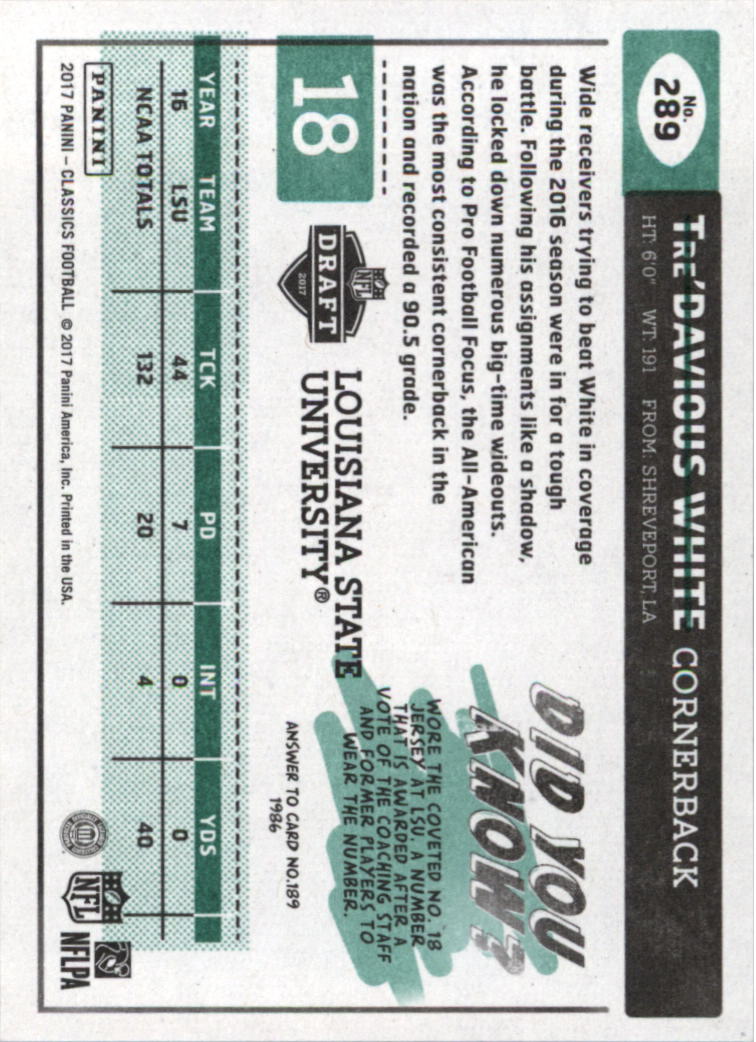 No.
289
TRE'DAVIOUS WHITE CORNERBACK
HT: 6'0" WT: 191 FROM: SHREVEPORT, LA
Wide receivers trying to beat White in coverage
during the 2016 season were in for a tough
battle. Following his assignments like a shadow,
he locked down numerous big-time wideouts.
According to Pro Football Focus, the All-American
was the most consistent cornerback in the
nation and recorded a 90.5 grade.
DID YOU
KNOW?
WORE THE COVETED NO. 18
JERSEY AT LSU, A NUMBER
THAT IS AWARDED AFTER A
VOTE OF THE COACHING STAFF
AND FORMER PLAYERS TO
WEAR THE NUMBER.
ANSWER TO CARD NO.189
1986
18
NFL
DRAFT
2017
LOUISIANA STATE
UNIVERSITY®
YEAR TEAM TCK PD INT YDS
16 LSU 44 7 0 0
NCAA TOTALS 132 20 4 40
PANINI
2017 PANINI - CLASSICS FOOTBALL © 2017 Panini America, Inc. Printed in the USA.
NFL
NFLPA